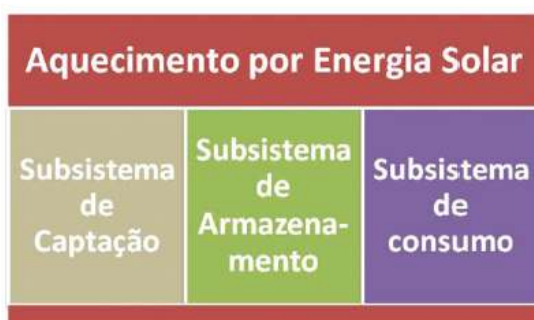 Aquecimento por Energia Solar
Subsistema
de
Captação
Subsistema
de
Armazena-
mento
Subsistema
de
consumo